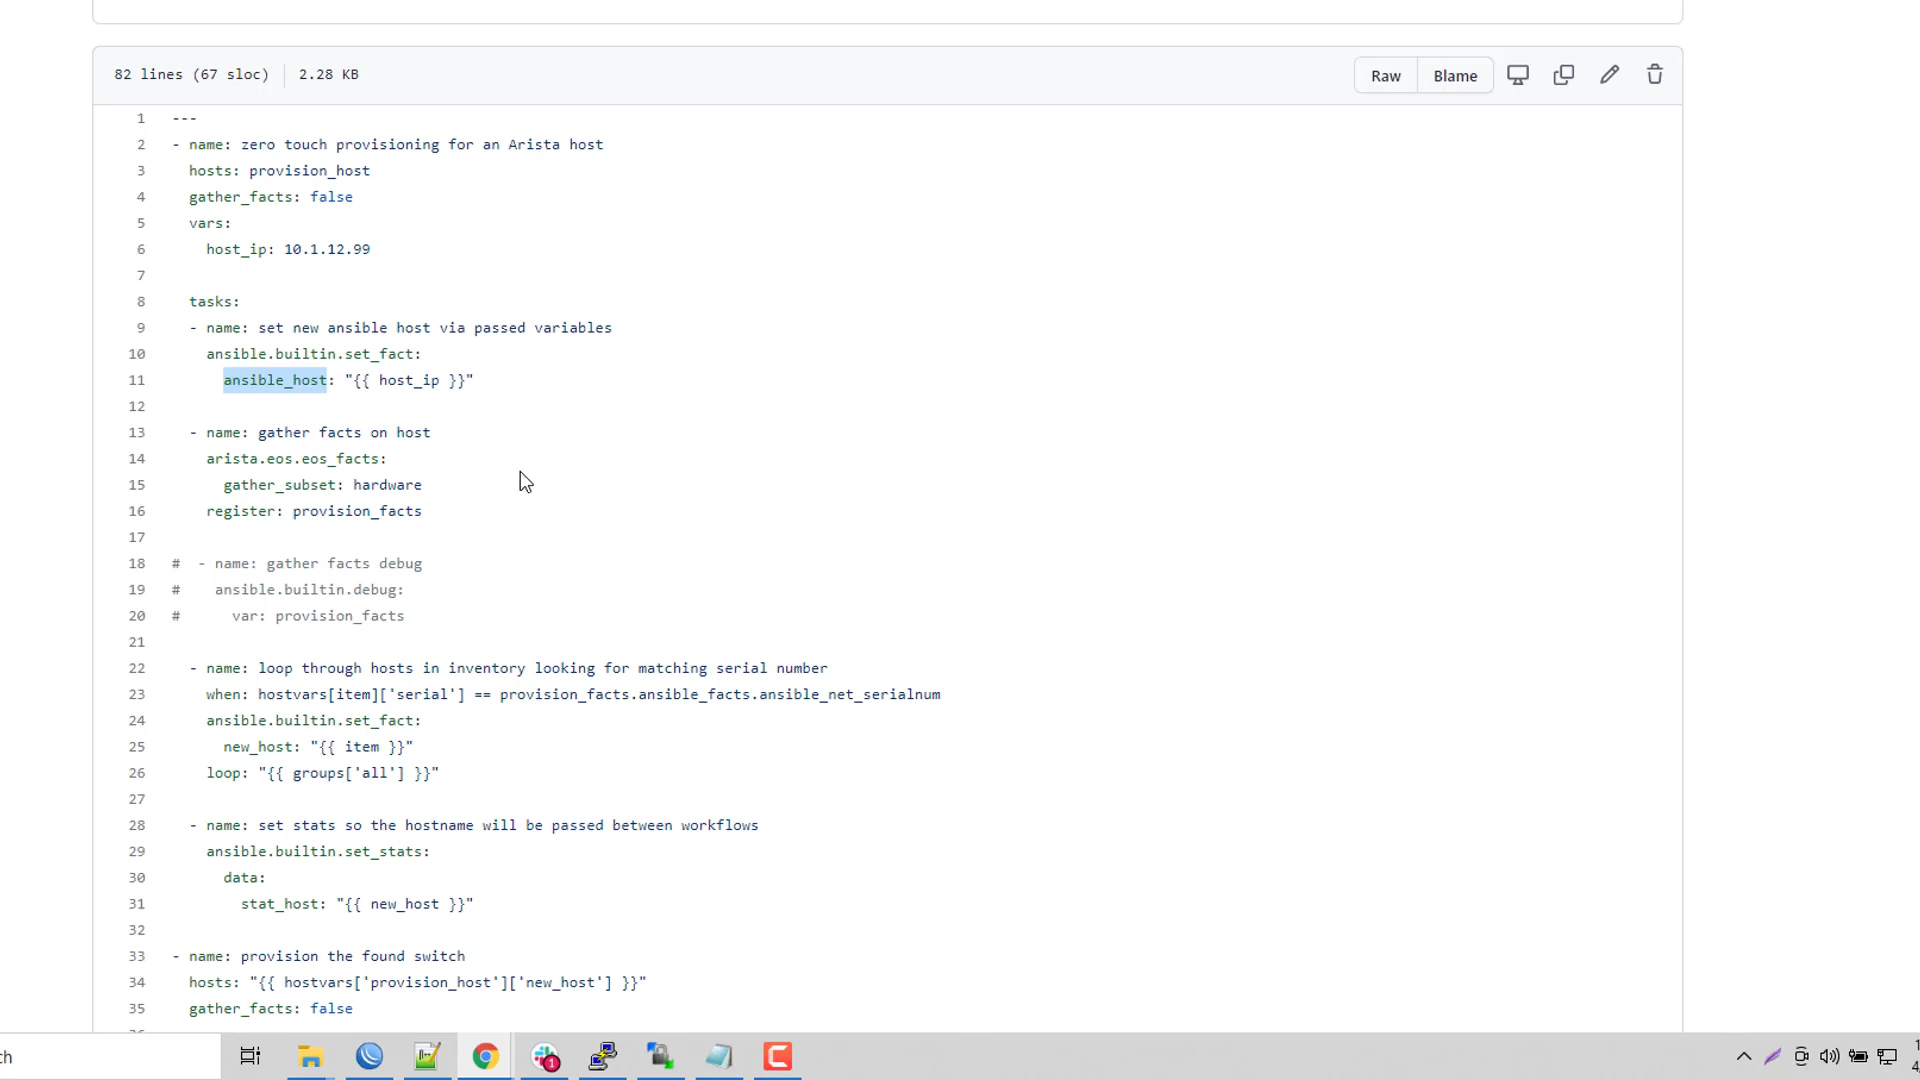 82 lines (67 sloc) 2.28 KB Raw Blame
1 ---
2 - name: zero touch provisioning for an Arista host
3   hosts: provision_host
4   gather_facts: false
5   vars:
6     host_ip: 10.1.12.99
7
8   tasks:
9   - name: set new ansible host via passed variables
10     ansible.builtin.set_fact:
11       ansible_host: "{{ host_ip }}"
12
13   - name: gather facts on host
14     arista.eos.eos_facts:
15       gather_subset: hardware
16     register: provision_facts
17
18 #  - name: gather facts debug
19 #    ansible.builtin.debug:
20 #      var: provision_facts
21
22   - name: loop through hosts in inventory looking for matching serial number
23     when: hostvars[item]['serial'] == provision_facts.ansible_facts.ansible_net_serialnum
24     ansible.builtin.set_fact:
25       new_host: "{{ item }}"
26     loop: "{{ groups['all'] }}"
27
28   - name: set stats so the hostname will be passed between workflows
29     ansible.builtin.set_stats:
30       data:
31         stat_host: "{{ new_host }}"
32
33 - name: provision the found switch
34   hosts: "{{ hostvars['provision_host']['new_host'] }}"
35   gather_facts: false
ch
1